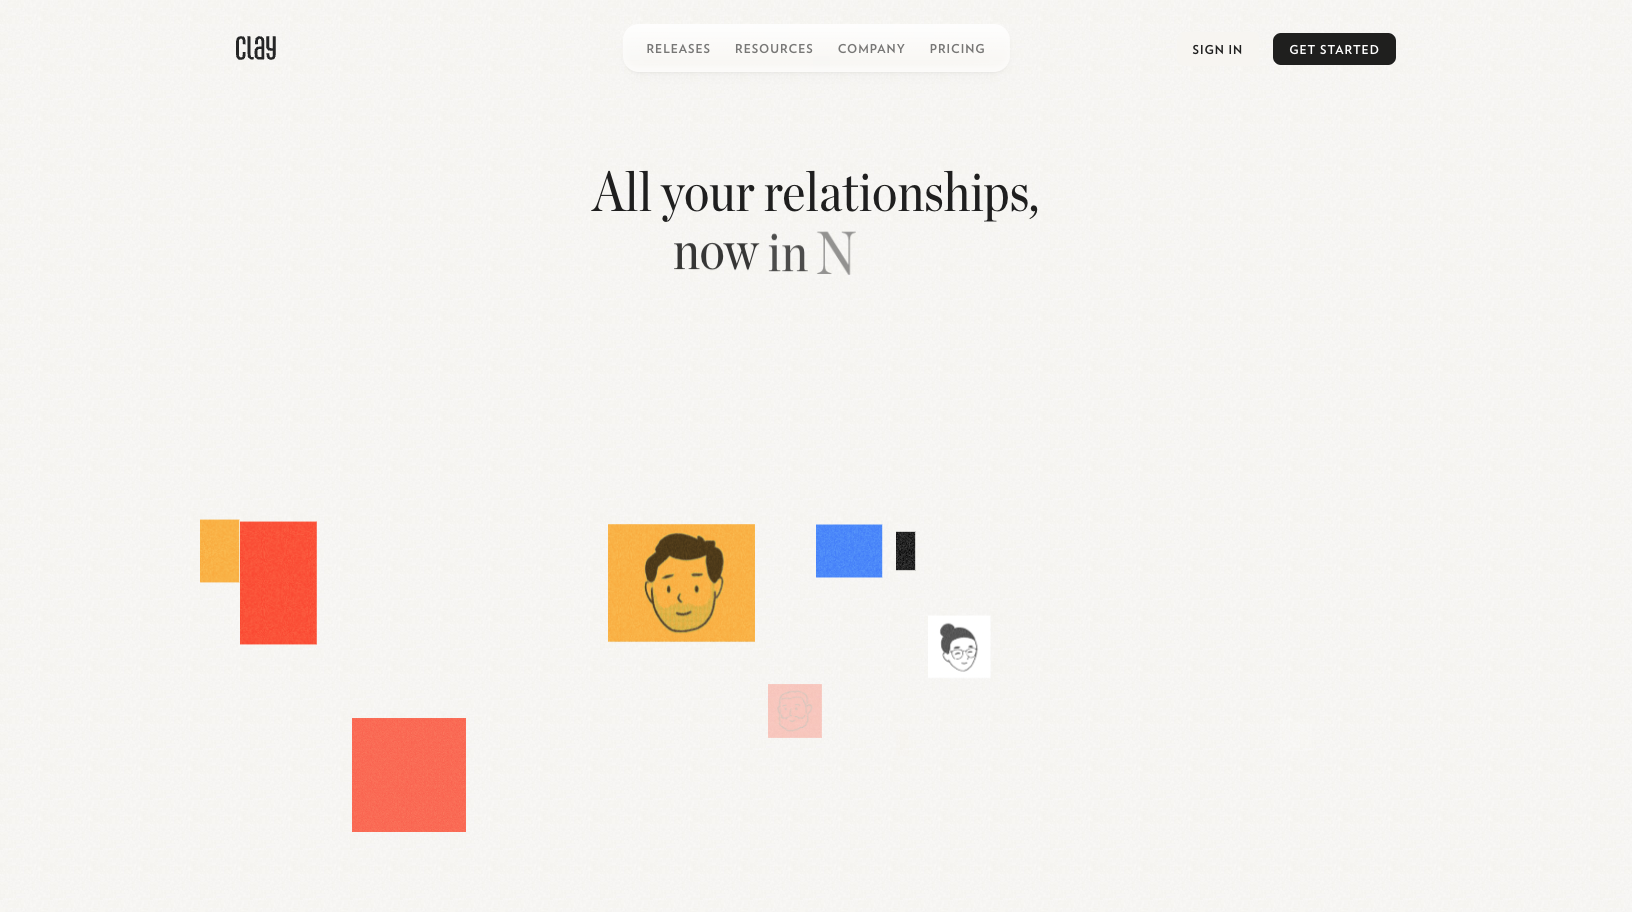 CLAY
RELEASES RESOURCES COMPANY PRICING
SIGN IN
GET STARTED
All your relationships,
now in N